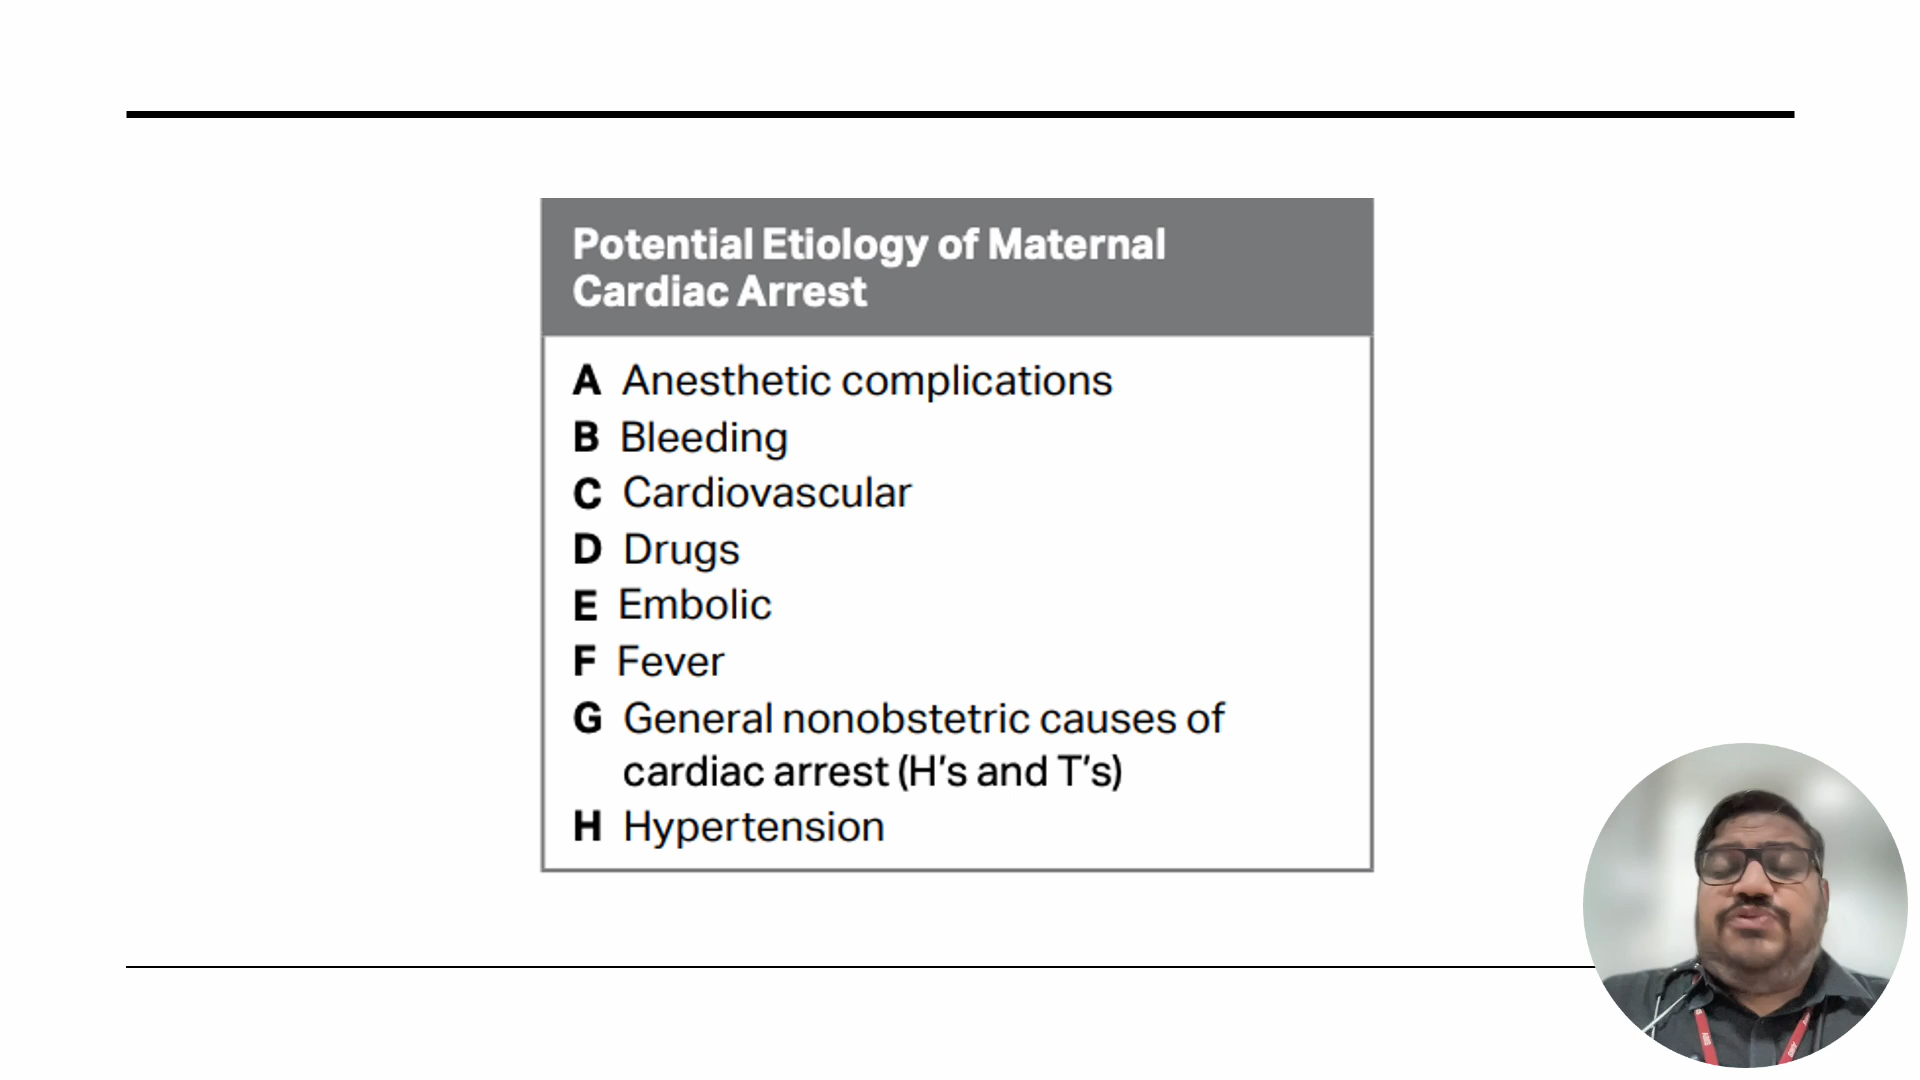 Potential Etiology of Maternal
Cardiac Arrest
A Anesthetic complications
B Bleeding
C Cardiovascular
D Drugs
E Embolic
F Fever
G General nonobstetric causes of
cardiac arrest (H’s and T’s)
H Hypertension